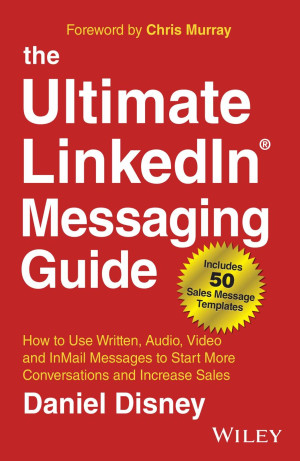 Foreword by Chris Murray
the
Ultimate
LinkedIn®
Messaging
Guide
Includes
50
Sales Message
Templates
How to Use Written, Audio, Video
and InMail Messages to Start More
Conversations and Increase Sales
Daniel Disney
WILEY